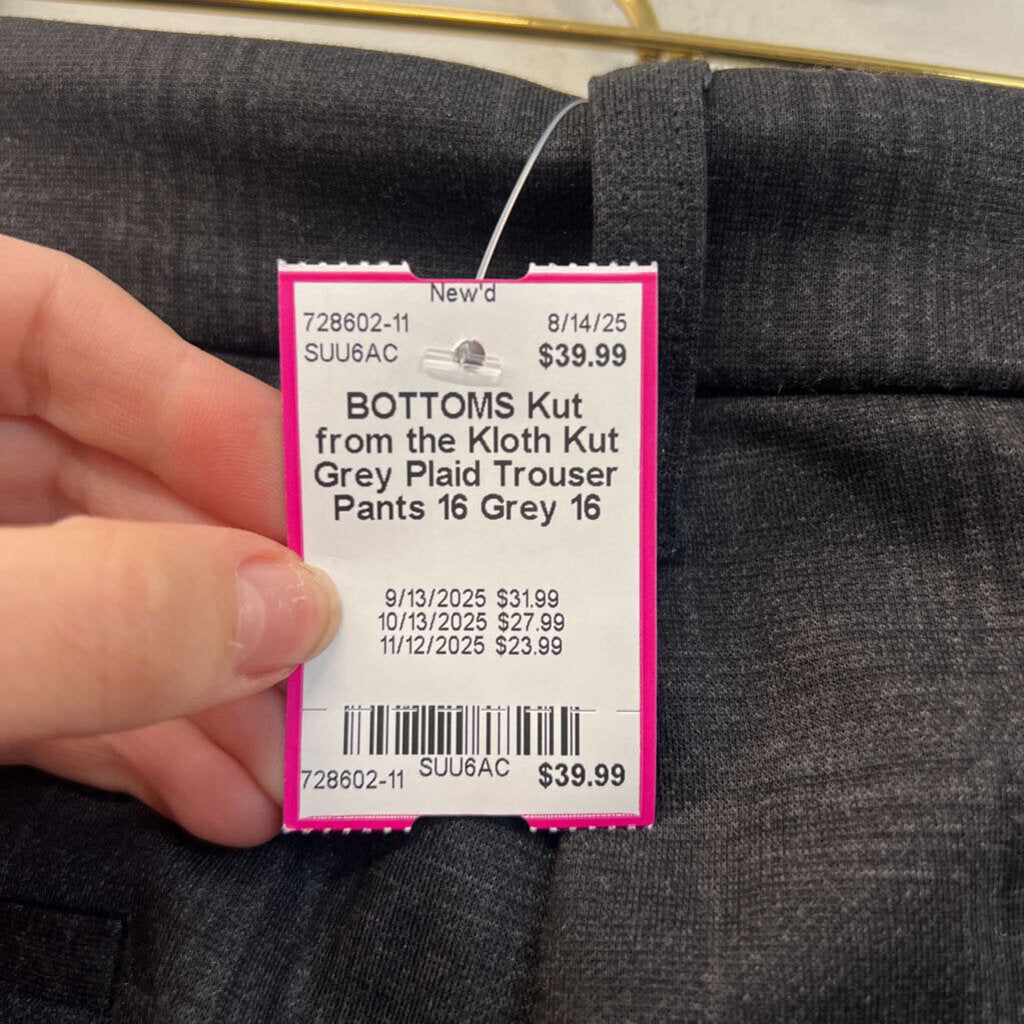 New'd
728602-11 8/14/25
SUU6AC $39.99
BOTTOMS Kut
from the Kloth Kut
Grey Plaid Trouser
Pants 16 Grey 16
9/13/2025 $31.99
10/13/2025 $27.99
11/12/2025 $23.99
728602-11 SUU6AC $39.99